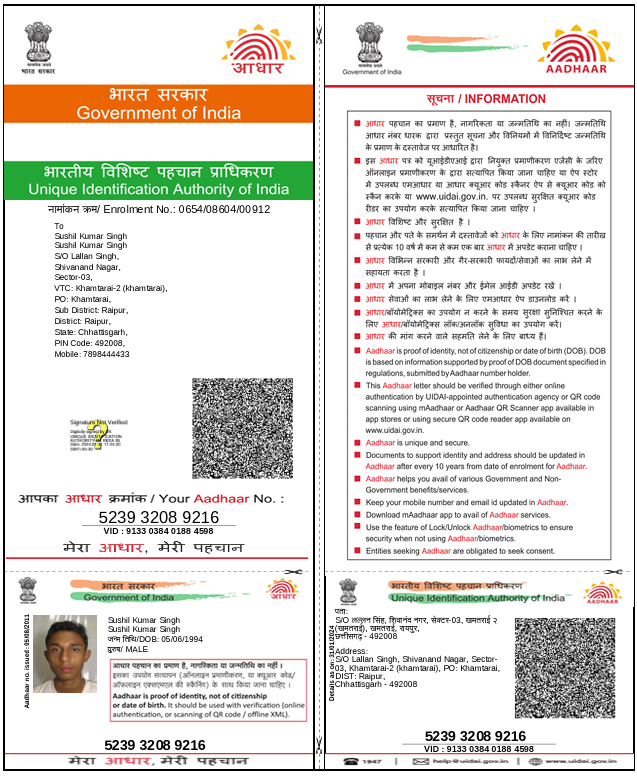 भारत सरकार
आधार
भारत सरकार
Government of India
भारतीय विशिष्ट पहचान प्राधिकरण
Unique Identification Authority of India
नामांकन क्रम/ Enrolment No.: 0654/08604/00912
To
Sushil Kumar Singh
Sushil Kumar Singh
S/O Lallan Singh,
Shivanand Nagar,
Sector-03,
VTC: Khamtarai-2 (khamtarai),
PO: Khamtarai,
Sub District: Raipur,
District: Raipur,
State: Chhattisgarh,
PIN Code: 492008,
Mobile: 7898444433
Signature Not Verified
आपका आधार क्रमांक / Your Aadhaar No. :
5239 3208 9216
VID : 9133 0384 0188 4598
मेरा आधार, मेरी पहचान
Government of India
AADHAAR
सूचना / INFORMATION
आधार पहचान का प्रमाण है, नागरिकता या जन्मतिथि का नहीं। जन्मतिथि
आधार नंबर धारक द्वारा प्रस्तुत सूचना और विनियमों में विनिर्दिष्ट जन्मतिथि
के प्रमाण के दस्तावेज पर आधारित है।
इस आधार पत्र को यूआईडीएआई द्वारा नियुक्त प्रमाणीकरण एजेंसी के जरिए
ऑनलाइन प्रमाणीकरण के द्वारा सत्यापित किया जाना चाहिए या ऐप स्टोर
में उपलब्ध एमआधार या आधार क्यूआर कोड स्कैनर ऐप से क्यूआर कोड को
स्कैन करके या www.uidai.gov.in. पर उपलब्ध सुरक्षित क्यूआर कोड
रीडर का उपयोग करके सत्यापित किया जाना चाहिए ।
आधार विशिष्ट और सुरक्षित है ।
पहचान और पते के समर्थन में दस्तावेजों को आधार के लिए नामांकन की तारीख
से प्रत्येक 10 वर्ष में कम से कम एक बार आधार में अपडेट कराना चाहिए ।
आधार विभिन्न सरकारी और गैर-सरकारी फायदों/सेवाओं का लाभ लेने में
सहायता करता है ।
आधार में अपना मोबाइल नंबर और ईमेल आईडी अपडेट रखें ।
आधार सेवाओं का लाभ लेने के लिए एमआधार ऐप डाउनलोड करें ।
आधार/बॉयोमेट्रिक्स का उपयोग न करने के समय सुरक्षा सुनिश्चित करने के
लिए आधार/बॉयोमेट्रिक्स लॉक/अनलॉक सुविधा का उपयोग करें।
आधार की मांग करने वाले सहमति लेने के लिए बाध्य हैं।
Aadhaar is proof of identity, not of citizenship or date of birth (DOB). DOB
is based on information supported by proof of DOB document specified in
regulations, submitted by Aadhaar number holder.
This Aadhaar letter should be verified through either online
authentication by UIDAI-appointed authentication agency or QR code
scanning using mAadhaar or Aadhaar QR Scanner app available in
app stores or using secure QR code reader app available on
www.uidai.gov.in.
Aadhaar is unique and secure.
Documents to support identity and address should be updated in
Aadhaar after every 10 years from date of enrolment for Aadhaar.
Aadhaar helps you avail of various Government and Non-
Government benefits/services.
Keep your mobile number and email id updated in Aadhaar.
Download mAadhaar app to avail of Aadhaar services.
Use the feature of Lock/Unlock Aadhaar/biometrics to ensure
security when not using Aadhaar/biometrics.
Entities seeking Aadhaar are obligated to seek consent.
भारत सरकार
Government of India
आधार
Aadhaar no. issued: 05/08/2011
Sushil Kumar Singh
Sushil Kumar Singh
जन्म तिथि/DOB: 05/06/1994
पुरुष/ MALE
आधार पहचान का प्रमाण है, नागरिकता या जन्मतिथि का नहीं ।
इसका उपयोग सत्यापन (ऑनलाइन प्रमाणीकरण, या क्यूआर कोड/
ऑफलाइन एक्सएमएल की स्कैनिंग) के साथ किया जाना चाहिए ।
Aadhaar is proof of identity, not of citizenship
or date of birth. It should be used with verification (online
authentication, or scanning of QR code / offline XML).
5239 3208 9216
मेरा आधार, मेरी पहचान
भारतीय विशिष्ट पहचान प्राधिकरण
Unique Identification Authority of India
AADHAAR
Details as on: 31/01/2024
पता:
S/O लल्लन सिंह, शिवानंद नगर, सेक्टर-03, खमतराई २
(खमतराई), खमतराई, रायपुर,
छत्तीसगढ़ - 492008
Address:
S/O Lallan Singh, Shivanand Nagar, Sector-
03, Khamtarai-2 (khamtarai), PO: Khamtarai,
DIST: Raipur,
Chhattisgarh - 492008
5239 3208 9216
VID : 9133 0384 0188 4598
1947
help@uidai.gov.in
www.uidai.gov.in